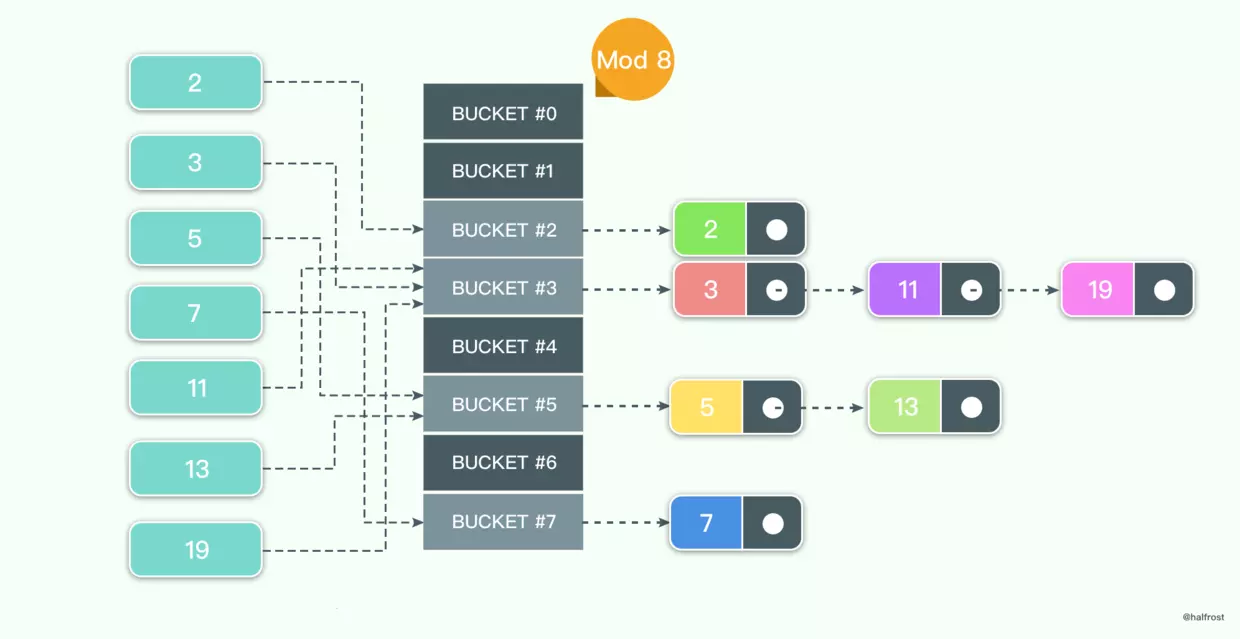 Mod 8
2
3
5
7
11
13
19
BUCKET #0
BUCKET #1
BUCKET #2
BUCKET #3
BUCKET #4
BUCKET #5
BUCKET #6
BUCKET #7
2
3 11 19
5 13
7
@halfrost